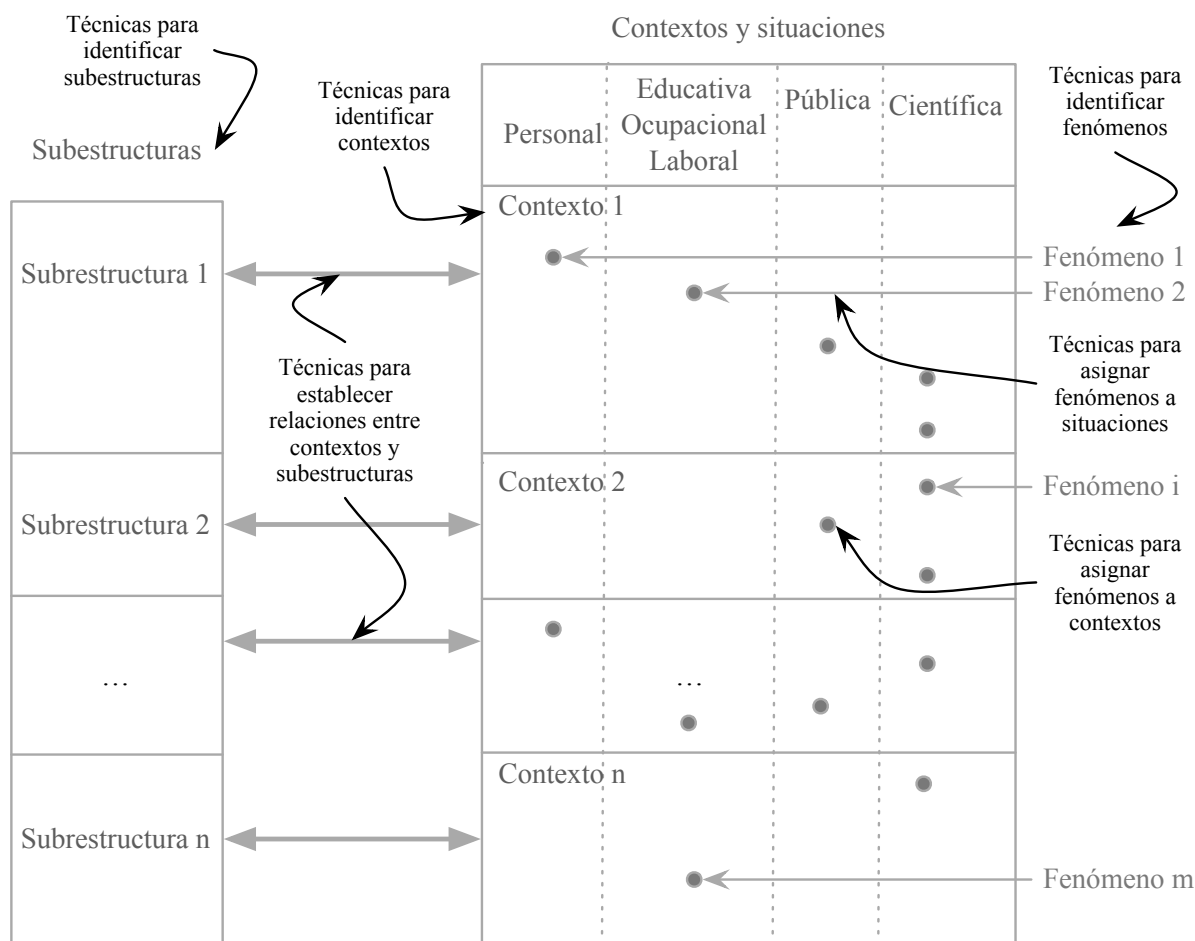 Técnicas para
identificar
subestructuras
Contextos y situaciones
Técnicas para
identificar
contextos
Personal
Educativa
Ocupacional
Laboral
Pública
Científica
Técnicas para
identificar
fenómenos
Subestructuras
Contexto 1
Subrestructura 1
Fenómeno 1
Fenómeno 2
Técnicas para
establecer
relaciones entre
contextos y
subestructuras
Técnicas para
asignar
fenómenos a
situaciones
Contexto 2
Fenómeno i
Subrestructura 2
Técnicas para
asignar
fenómenos a
contextos
...
...
Contexto n
Subrestructura n
Fenómeno m